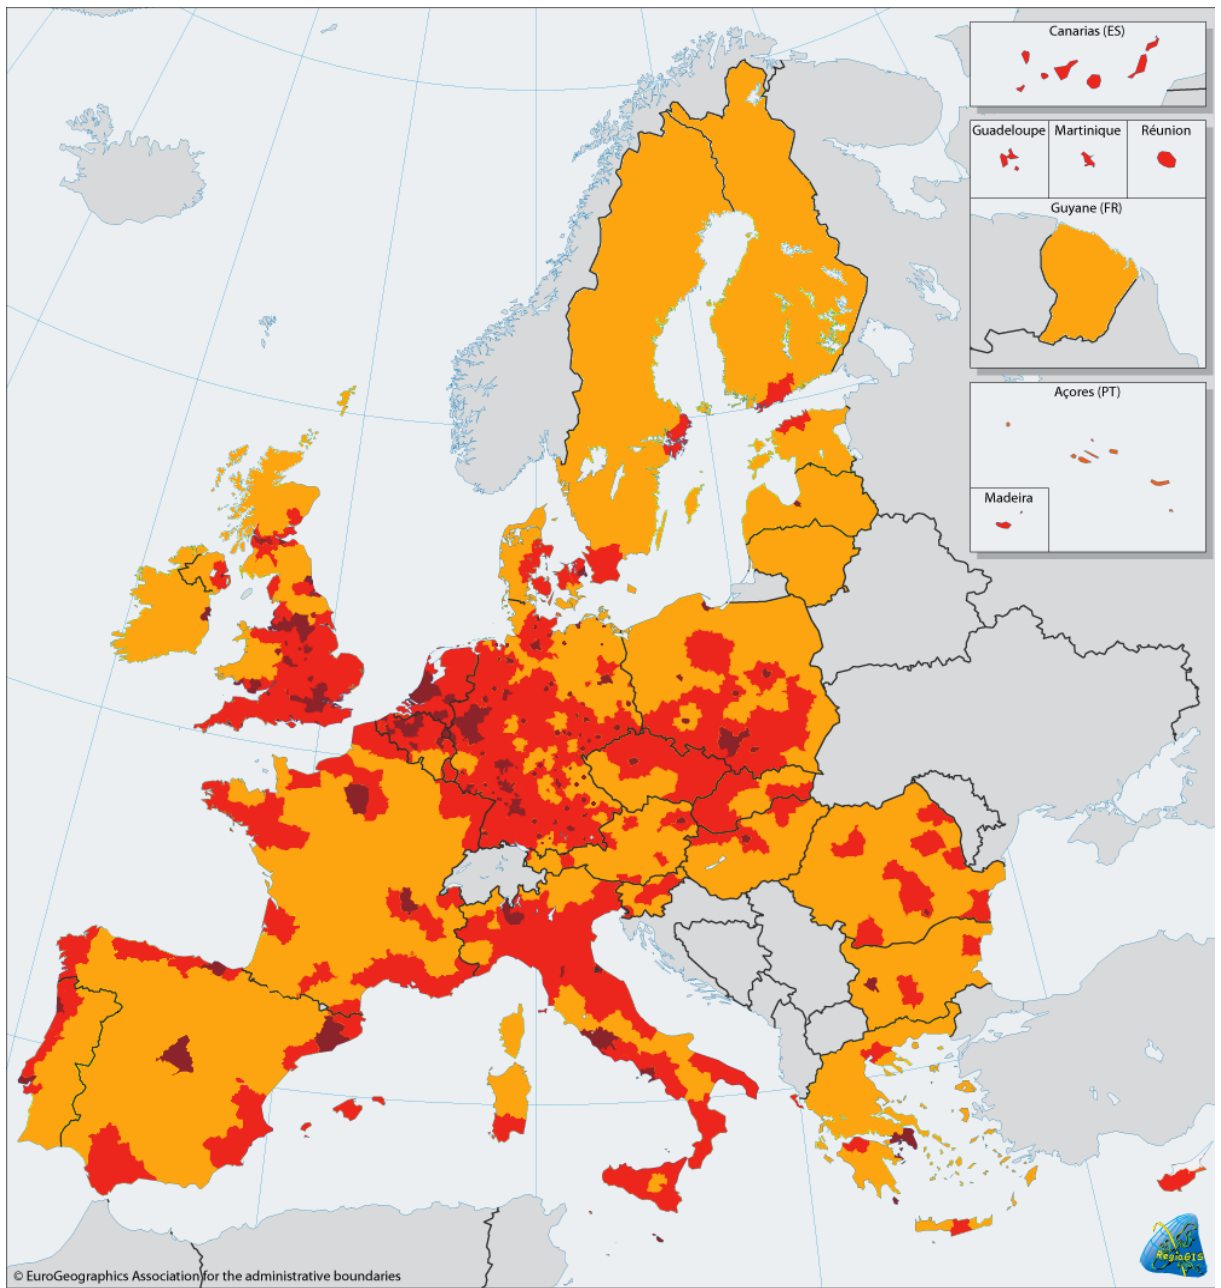 Canarias (ES)
Guadeloupe
Martinique
Réunion
Guyane (FR)
Açores (PT)
Madeira
RegioGIS
© EuroGeographics Association for the administrative boundaries